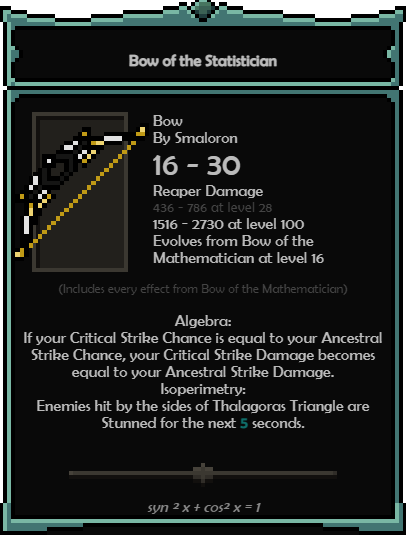 Bow of the Statistician
Bow
By Smaloron
16 - 30
Reaper Damage
436 - 786 at level 28
1516 - 2730 at level 100
Evolves from Bow of the
Mathematician at level 16
(Includes every effect from Bow of the Mathematician)
Algebra:
If your Critical Strike Chance is equal to your Ancestral
Strike Chance, your Critical Strike Damage becomes
equal to your Ancestral Strike Damage.
Isoperimetry:
Enemies hit by the sides of Thalagoras Triangle are
Stunned for the next 5 seconds.
syn ² x + cos² x = 1